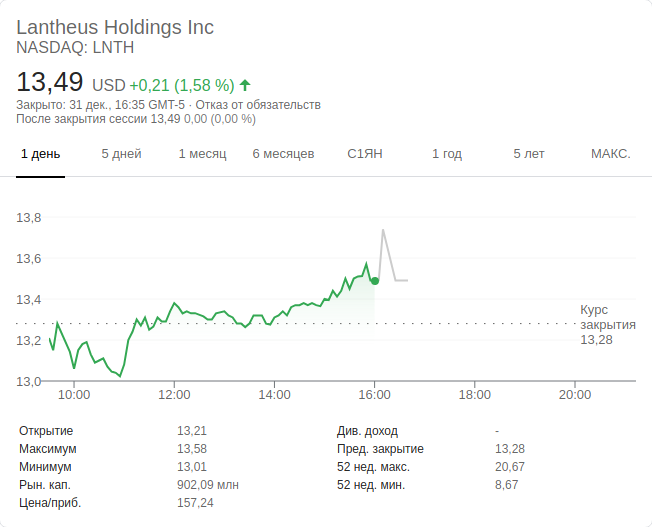 Lantheus Holdings Inc
NASDAQ: LNTH
13,49 USD +0,21 (1,58 %)
Закрыто: 31 дек., 16:35 GMT-5 · Отказ от обязательств
После закрытия сессии 13,49 0,00 (0,00 %)
1 день 5 дней 1 месяц 6 месяцев С1ЯН 1 год 5 лет МАКС.
13,8
13,6
13,4
13,2
13,0
Курс
закрытия
13,28
10:00 12:00 14:00 16:00 18:00 20:00
Открытие 13,21 Див. доход -
Максимум 13,58 Пред. закрытие 13,28
Минимум 13,01 52 нед. макс. 20,67
Рын. кап. 902,09 млн 52 нед. мин. 8,67
Цена/приб. 157,24